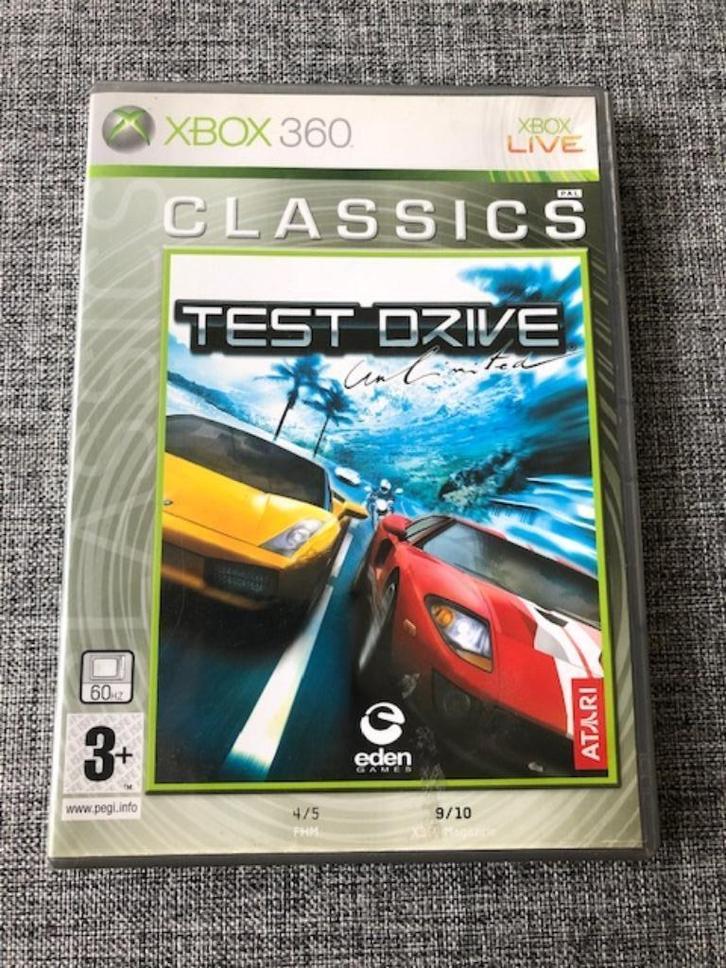 XBOX 360
XBOX
LIVE
PAL
CLASSICS
TEST DRIVE
Unlimited
60HZ
3+
TM
www.pegi.info
eden
GAMES
ATARI
4/5
FHM
9/10
Magazine